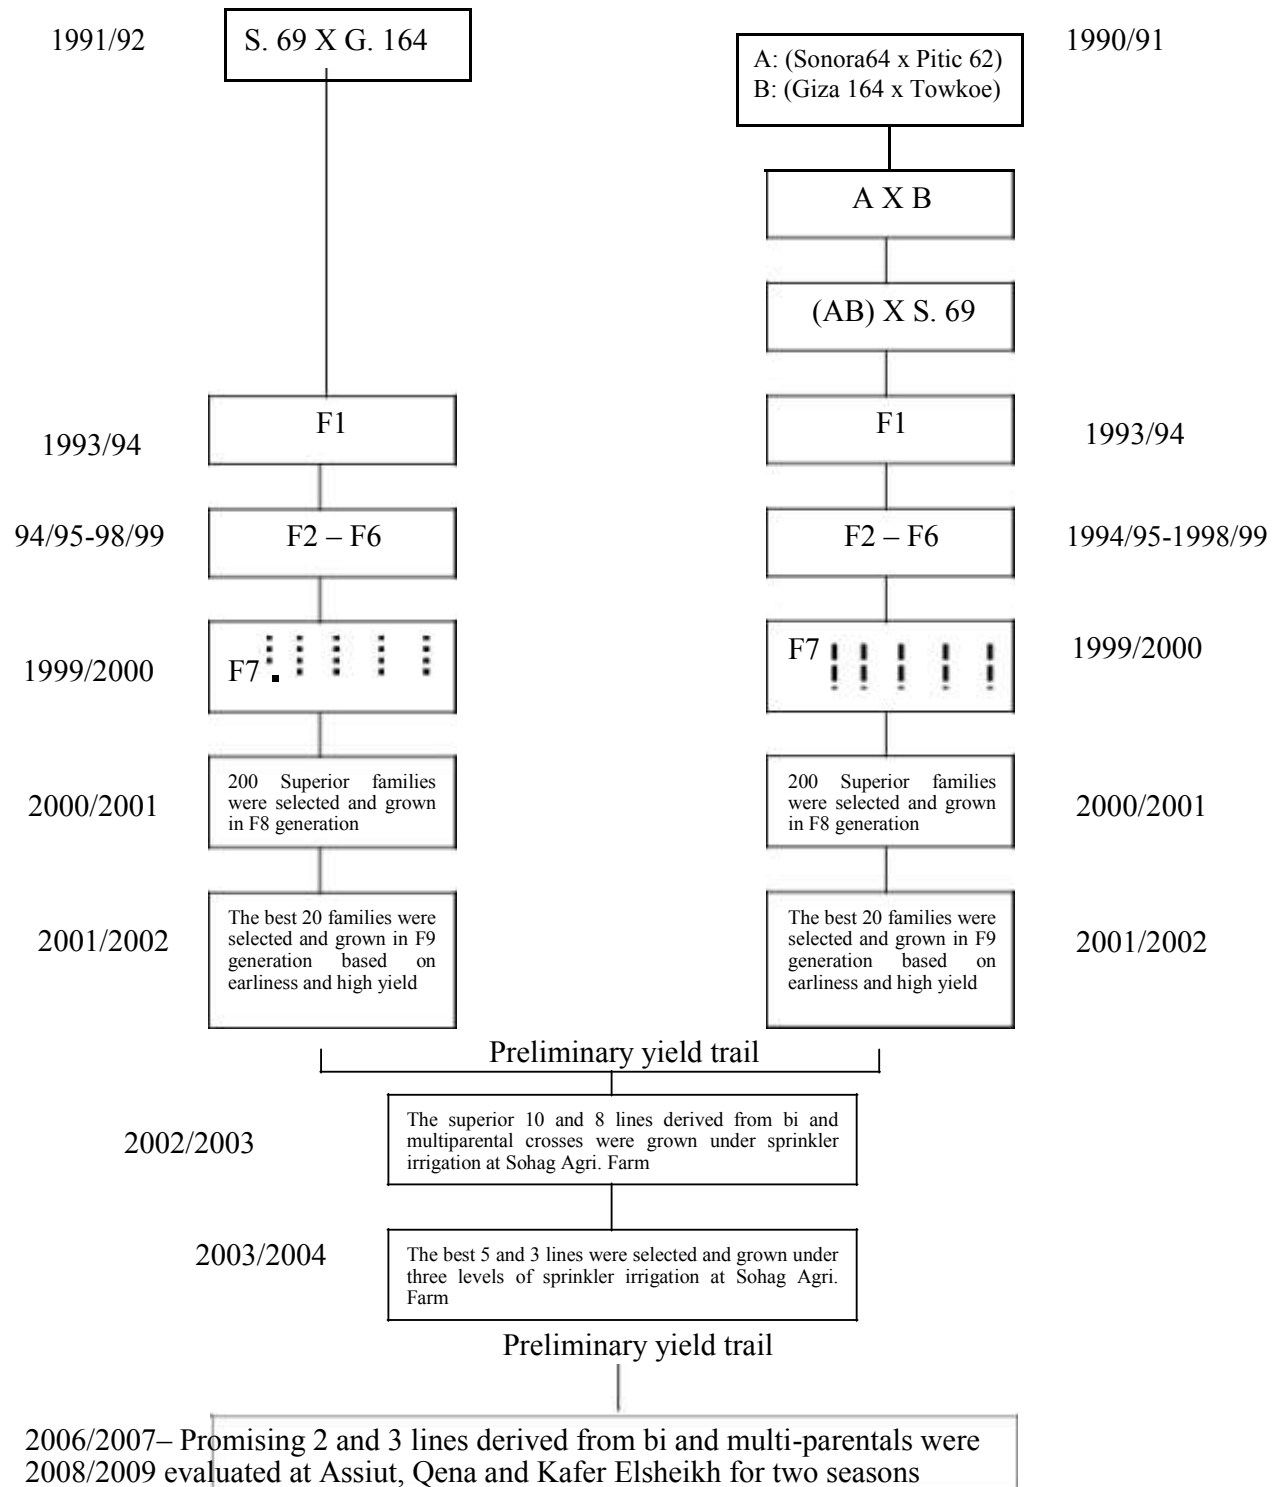 1991/92
S. 69 X G. 164
1990/91
A: (Sonora64 x Pitic 62)
B: (Giza 164 x Towkoe)
A X B
(AB) X S. 69
1993/94
F1
F1
1993/94
94/95-98/99
F2 – F6
F2 – F6
1994/95-1998/99
1999/2000
F7
F7
1999/2000
2000/2001
200 Superior families
were selected and grown
in F8 generation
200 Superior families
were selected and grown
in F8 generation
2000/2001
2001/2002
The best 20 families were
selected and grown in F9
generation based on
earliness and high yield
The best 20 families were
selected and grown in F9
generation based on
earliness and high yield
2001/2002
Preliminary yield trail
2002/2003
The superior 10 and 8 lines derived from bi and
multiparental crosses were grown under sprinkler
irrigation at Sohag Agri. Farm
2003/2004
The best 5 and 3 lines were selected and grown under
three levels of sprinkler irrigation at Sohag Agri.
Farm
Preliminary yield trail
2006/2007– Promising 2 and 3 lines derived from bi and multi-parentals were
2008/2009 evaluated at Assiut, Qena and Kafer Elsheikh for two seasons